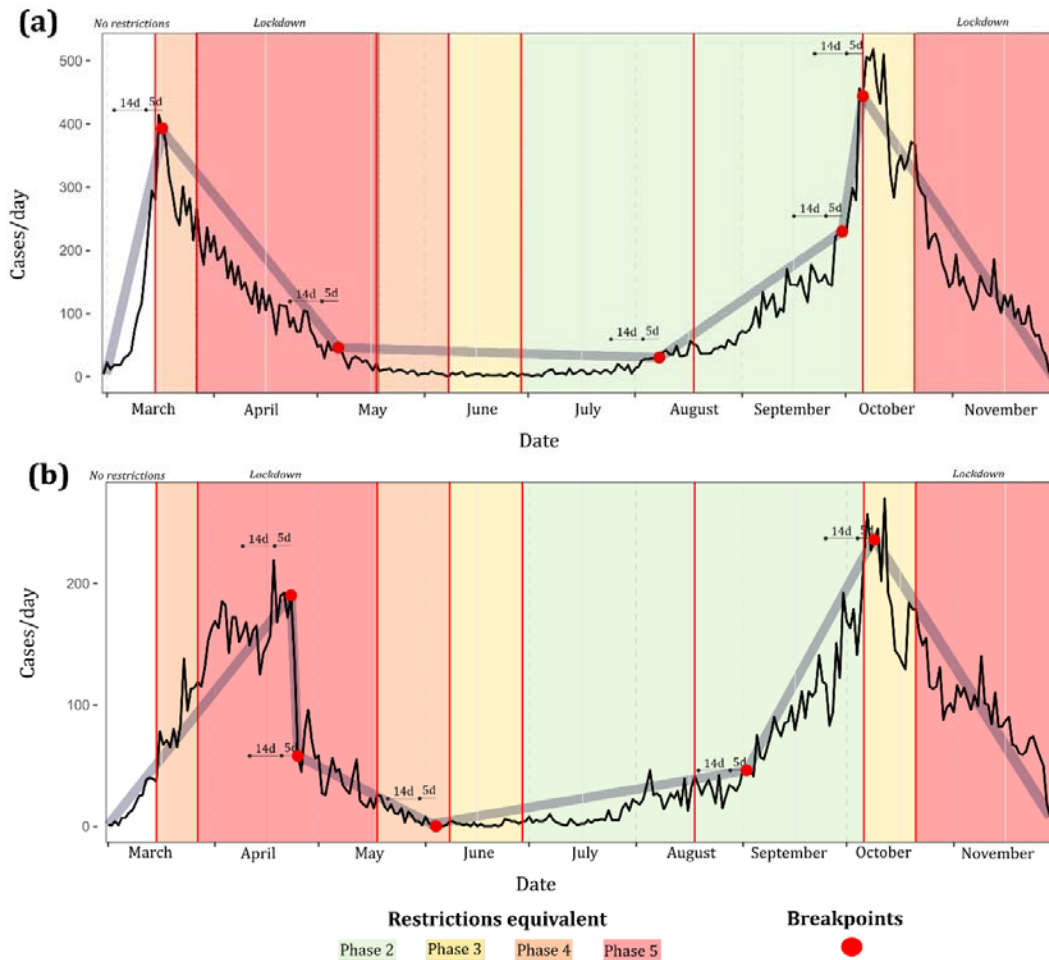 (a)
No restrictions
Lockdown
Lockdown
500
400
300
200
100
0
Cases/day
14d 5d
14d 5d
14d 5d
14d 5d
14d 5d
March April May June July August September October November
Date
(b)
No restrictions
Lockdown
Lockdown
200
100
0
Cases/day
14d 5d
14d 5d
14d 5d
14d 5d
14d 5d
March April May June July August September October November
Date
Restrictions equivalent
Breakpoints
Phase 2 Phase 3 Phase 4 Phase 5